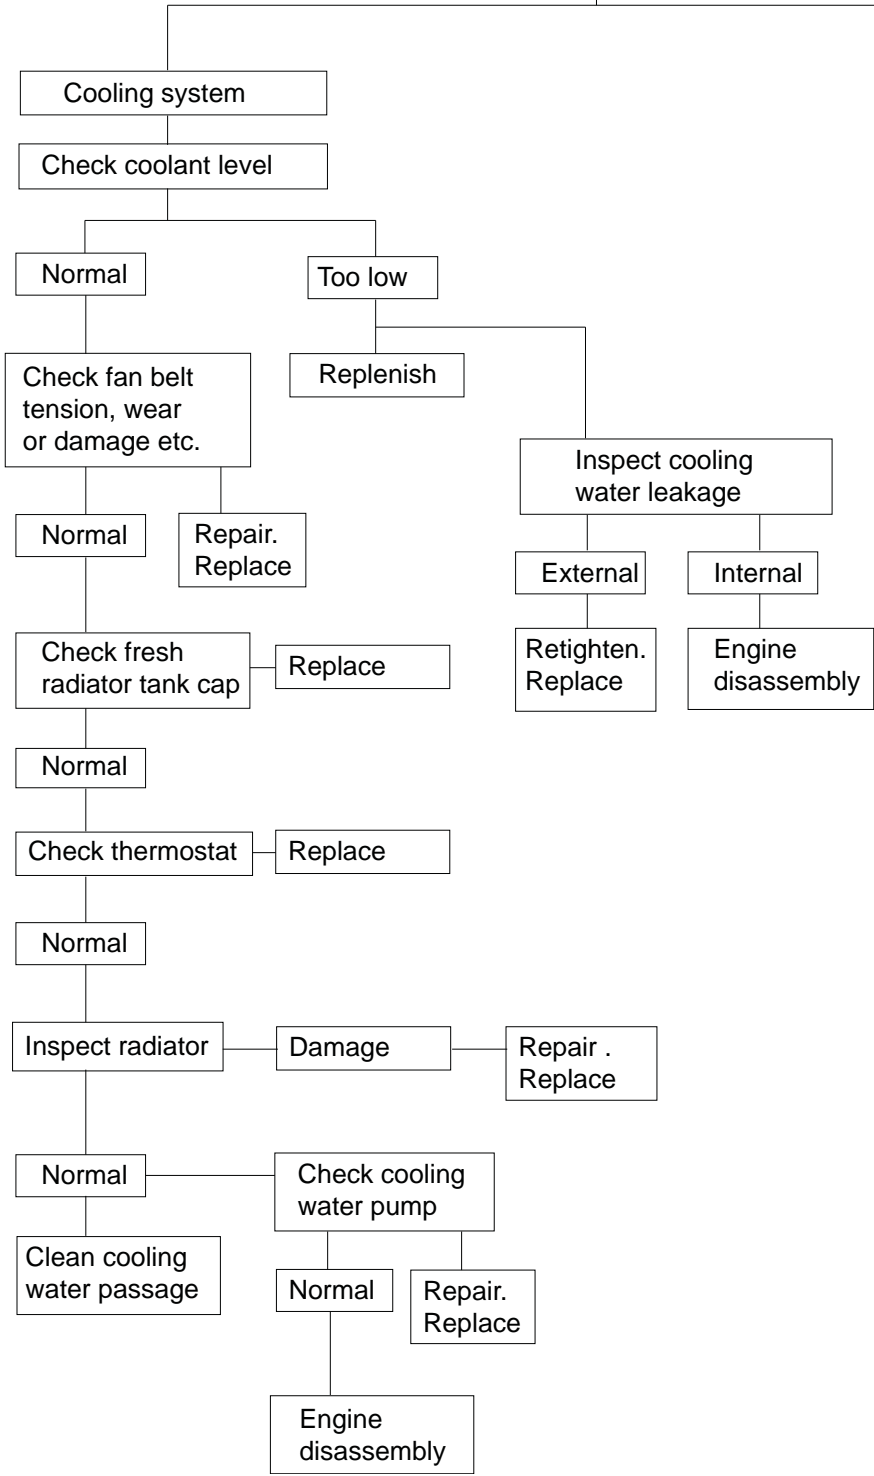 Cooling system
Check coolant level
Normal
Too low
Check fan belt
tension, wear
or damage etc.
Replenish
Inspect cooling
water leakage
Normal
Repair.
Replace
External
Internal
Retighten.
Replace
Engine
disassembly
Check fresh
radiator tank cap
Replace
Normal
Check thermostat
Replace
Normal
Inspect radiator
Damage
Repair .
Replace
Normal
Check cooling
water pump
Clean cooling
water passage
Normal
Repair.
Replace
Engine
disassembly